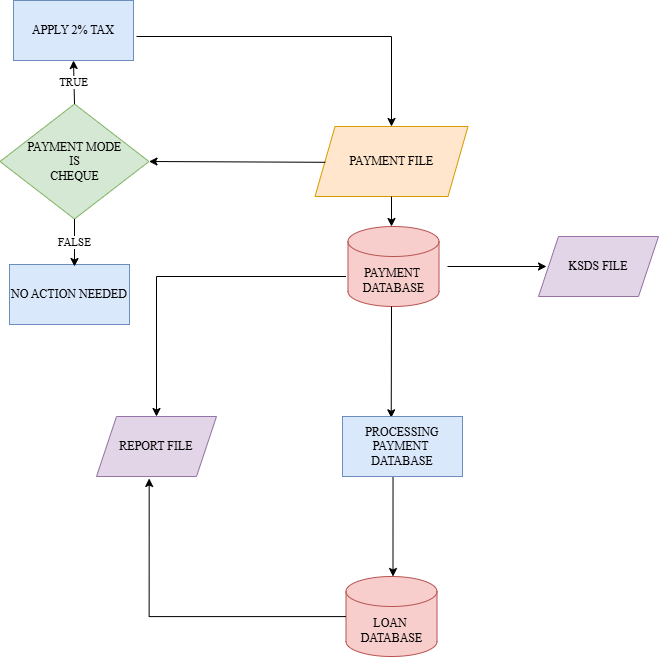 APPLY 2% TAX
TRUE
PAYMENT MODE
IS
CHEQUE
PAYMENT FILE
FALSE
NO ACTION NEEDED
PAYMENT
DATABASE
KSDS FILE
REPORT FILE
PROCESSING
PAYMENT
DATABASE
LOAN
DATABASE